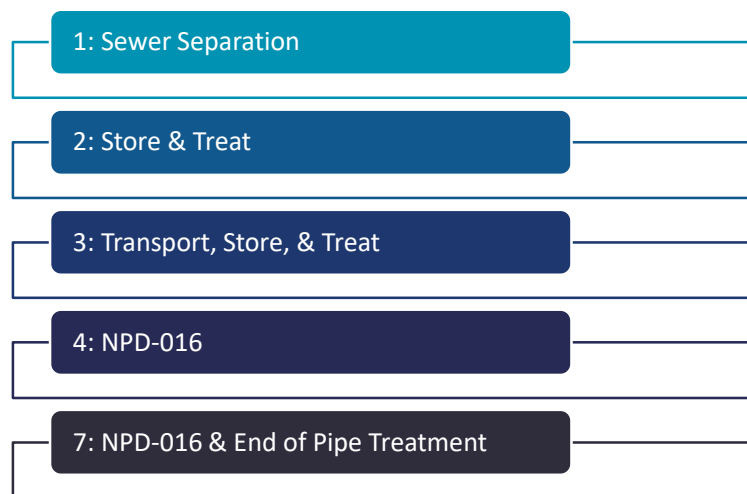 1: Sewer Separation
2: Store & Treat
3: Transport, Store, & Treat
4: NPD-016
7: NPD-016 & End of Pipe Treatment